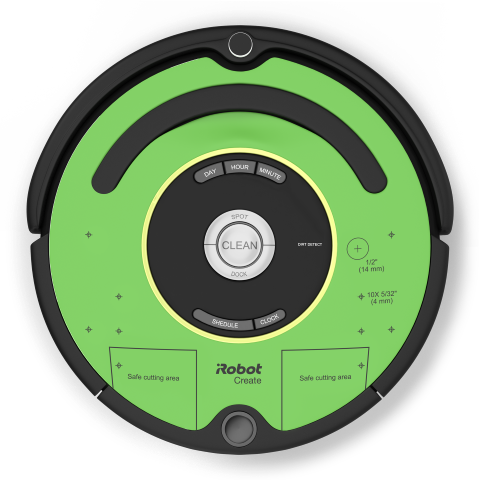 DAY
HOUR
MINUTE
SPOT
CLEAN
DOCK
DIRT DETECT
1/2"
(14 mm)
10X 5/32"
(4 mm)
SHEDULE
CLOCK
iRobot
Create
Safe cutting area
Safe cutting area